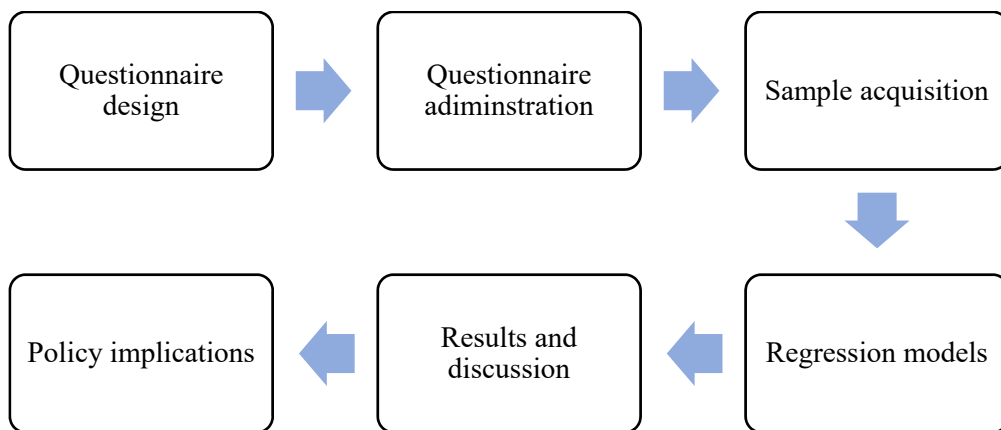 Questionnaire
design
Questionnaire
adiminstration
Sample acquisition
Regression models
Results and
discussion
Policy implications